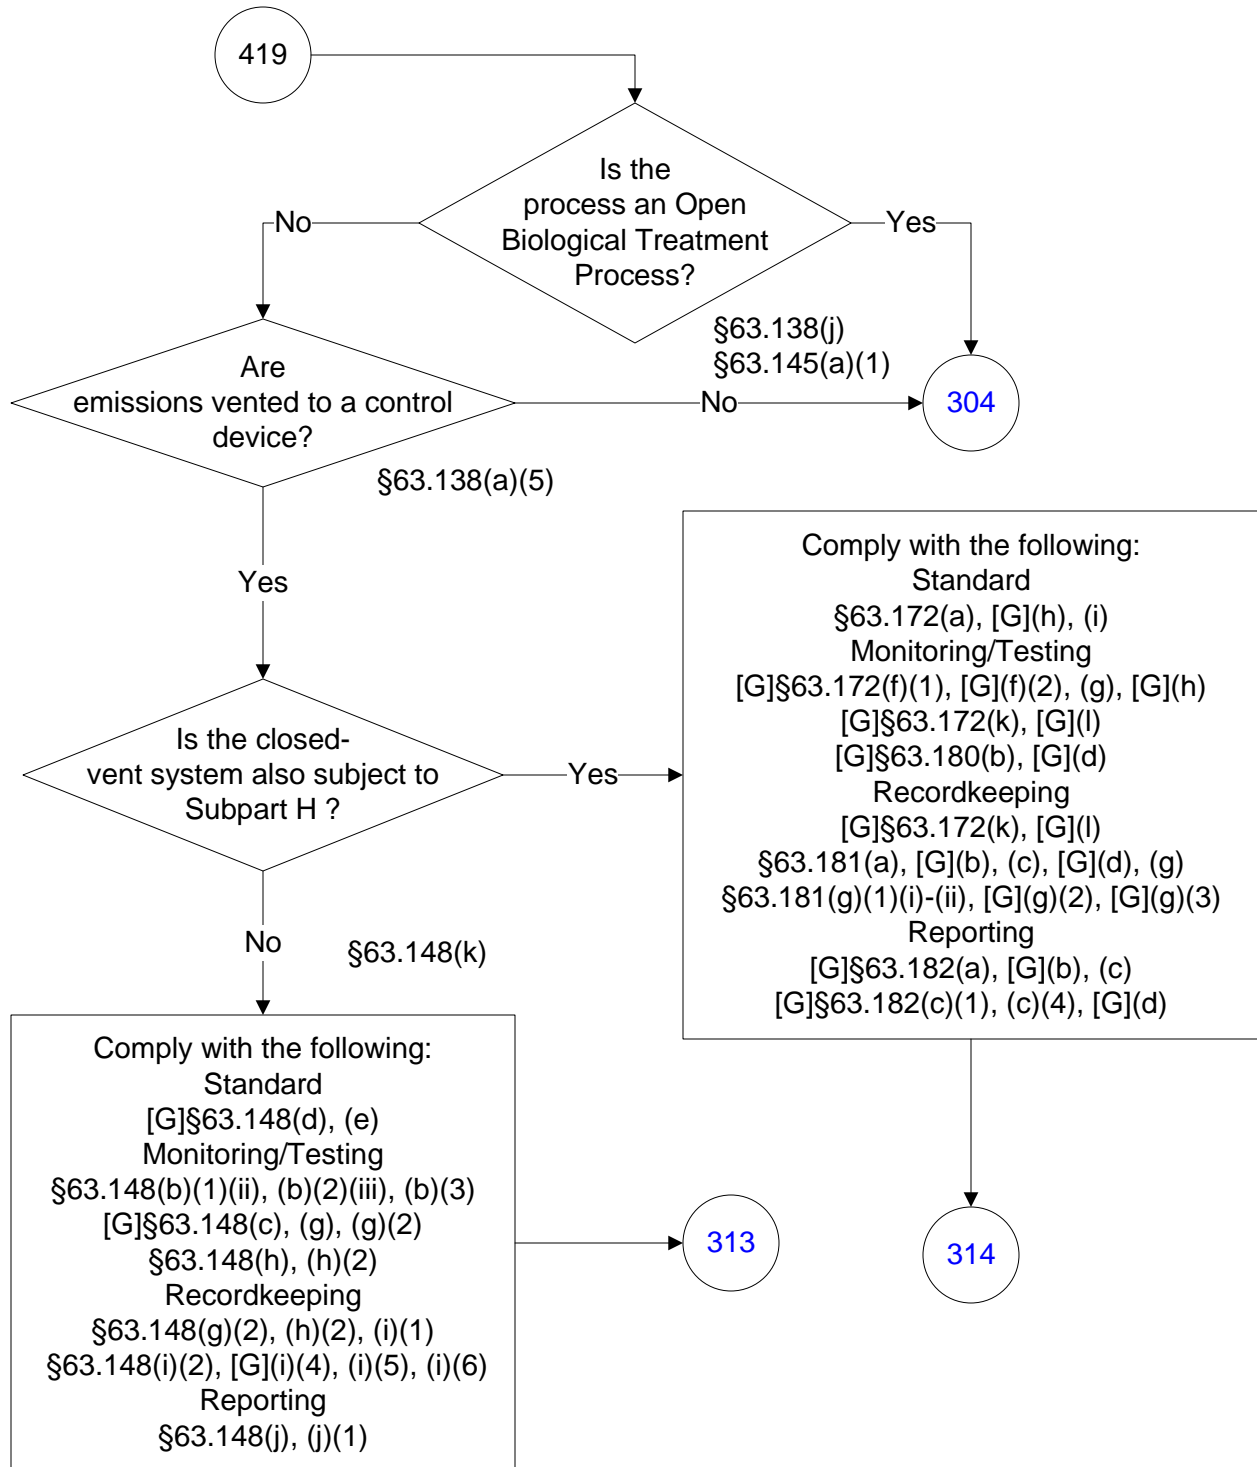 419
Is the
process an Open
Biological Treatment
Process?
No
Yes
§63.138(j)
§63.145(a)(1)
Are
emissions vented to a control
device?
No
304
§63.138(a)(5)
Yes
Is the closed-
vent system also subject to
Subpart H ?
Yes
Comply with the following:
Standard
§63.172(a), [G](h), (i)
Monitoring/Testing
[G]§63.172(f)(1), [G](f)(2), (g), [G](h)
[G]§63.172(k), [G](l)
[G]§63.180(b), [G](d)
Recordkeeping
[G]§63.172(k), [G](l)
§63.181(a), [G](b), (c), [G](d), (g)
§63.181(g)(1)(i)-(ii), [G](g)(2), [G](g)(3)
Reporting
[G]§63.182(a), [G](b), (c)
[G]§63.182(c)(1), (c)(4), [G](d)
No
§63.148(k)
Comply with the following:
Standard
[G]§63.148(d), (e)
Monitoring/Testing
§63.148(b)(1)(ii), (b)(2)(iii), (b)(3)
[G]§63.148(c), (g), (g)(2)
§63.148(h), (h)(2)
Recordkeeping
§63.148(g)(2), (h)(2), (i)(1)
§63.148(i)(2), [G](i)(4), (i)(5), (i)(6)
Reporting
§63.148(j), (j)(1)
313
314